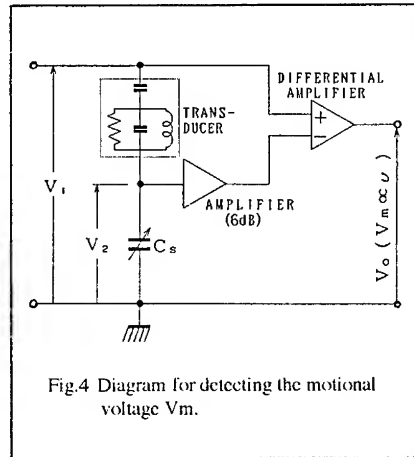 DIFFERENTIAL
AMPLIFIER
TRANS-
DUCER
+
−
V₁
AMPLIFIER
(6dB)
V₂
Cs
Vo (Vm∝υ)
Fig.4 Diagram for detecting the motional
voltage Vm.